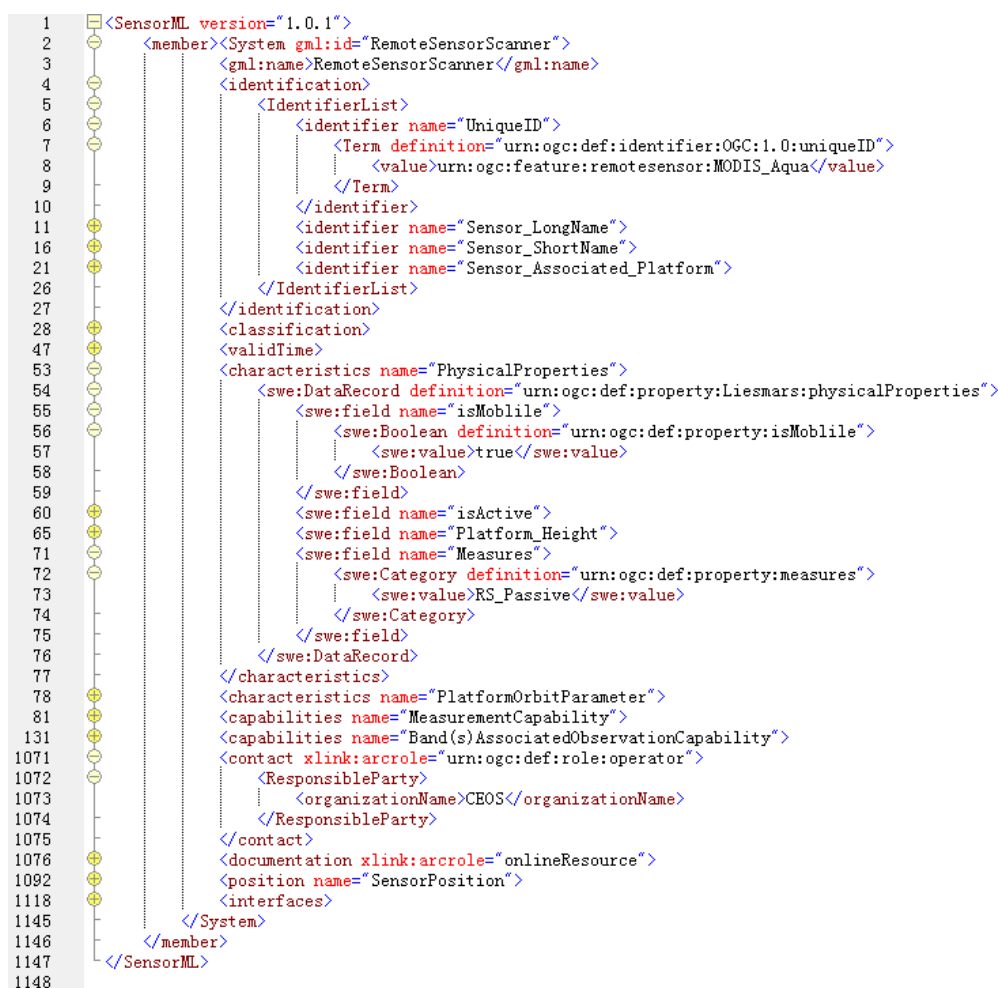 1 <SensorML version="1.0.1">
2 <member><System gml:id="RemoteSensorScanner">
3 <gml:name>RemoteSensorScanner</gml:name>
4 <identification>
5 <IdentifierList>
6 <identifier name="UniqueID">
7 <Term definition="urn:ogc:def:identifier:OGC:1.0:uniqueID">
8 <value>urn:ogc:feature:remotesensor:MODIS_Aqua</value>
9 </Term>
10 </identifier>
11 <identifier name="Sensor_LongName">
16 <identifier name="Sensor_ShortName">
21 <identifier name="Sensor_Associated_Platform">
26 </IdentifierList>
27 </identification>
28 <classification>
47 <validTime>
53 <characteristics name="PhysicalProperties">
54 <swe:DataRecord definition="urn:ogc:def:property:Liesmars:physicalProperties">
55 <swe:field name="isMoblile">
56 <swe:Boolean definition="urn:ogc:def:property:isMoblile">
57 <swe:value>true</swe:value>
58 </swe:Boolean>
59 </swe:field>
60 <swe:field name="isActive">
65 <swe:field name="Platform_Height">
71 <swe:field name="Measures">
72 <swe:Category definition="urn:ogc:def:property:measures">
73 <swe:value>RS_Passive</swe:value>
74 </swe:Category>
75 </swe:field>
76 </swe:DataRecord>
77 </characteristics>
78 <characteristics name="PlatformOrbitParameter">
81 <capabilities name="MeasurementCapability">
131 <capabilities name="Band(s)AssociatedObservationCapability">
1071 <contact xlink:arcrole="urn:ogc:def:role:operator">
1072 <ResponsibleParty>
1073 <organizationName>CEOS</organizationName>
1074 </ResponsibleParty>
1075 </contact>
1076 <documentation xlink:arcrole="onlineResource">
1092 <position name="SensorPosition">
1118 <interfaces>
1145 </System>
1146 </member>
1147 </SensorML>
1148